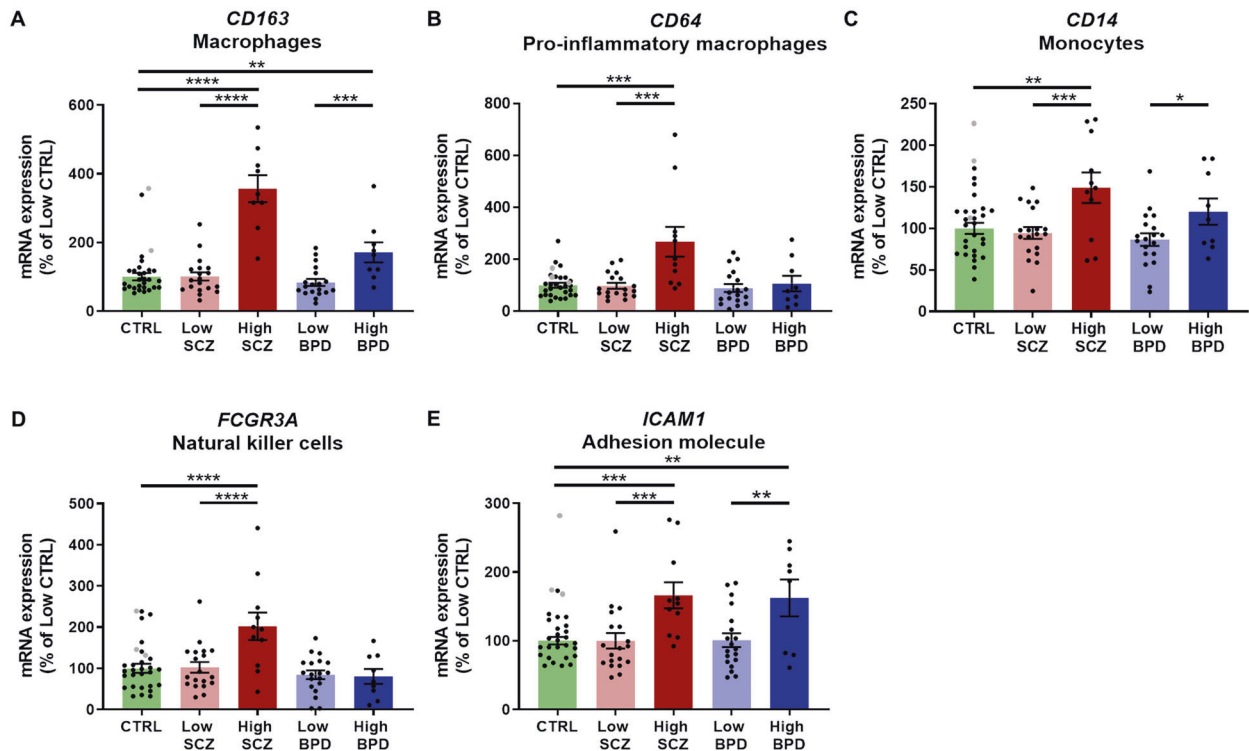 A
CD163
Macrophages
**
****
****
***
mRNA expression
(% of Low CTRL)
600
400
200
0
CTRL
Low
SCZ
High
SCZ
Low
BPD
High
BPD
B
CD64
Pro-inflammatory macrophages
***
***
mRNA expression
(% of Low CTRL)
800
600
400
200
0
CTRL
Low
SCZ
High
SCZ
Low
BPD
High
BPD
C
CD14
Monocytes
**
***
*
mRNA expression
(% of Low CTRL)
250
200
150
100
50
0
CTRL
Low
SCZ
High
SCZ
Low
BPD
High
BPD
D
FCGR3A
Natural killer cells
****
****
mRNA expression
(% of Low CTRL)
500
400
300
200
100
0
CTRL
Low
SCZ
High
SCZ
Low
BPD
High
BPD
E
ICAM1
Adhesion molecule
**
***
***
**
mRNA expression
(% of Low CTRL)
300
200
100
0
CTRL
Low
SCZ
High
SCZ
Low
BPD
High
BPD